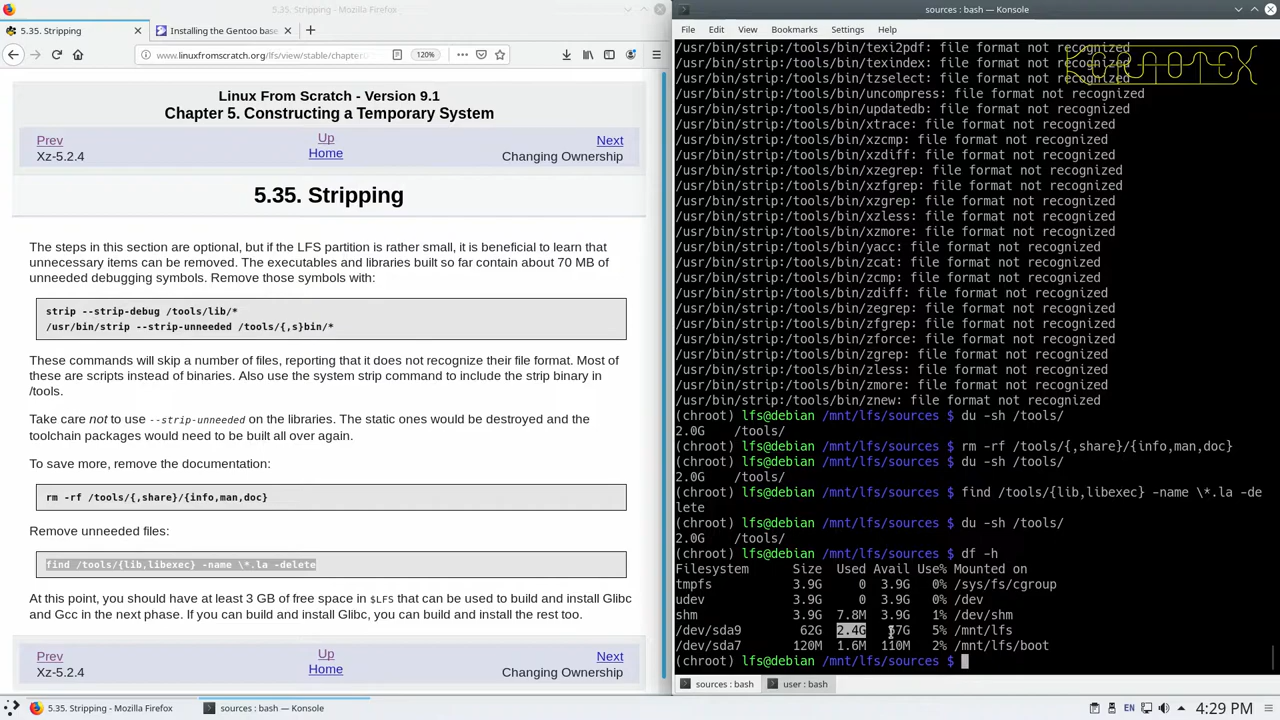 5.35. Stripping - Mozilla Firefox
5.35. Stripping
Installing the Gentoo base
www.linuxfromscratch.org/lfs/view/stable/chapter
120%
Linux From Scratch - Version 9.1
Chapter 5. Constructing a Temporary System
Prev
Up
Next
Xz-5.2.4
Home
Changing Ownership
5.35. Stripping
The steps in this section are optional, but if the LFS partition is rather small, it is beneficial to learn that
unnecessary items can be removed. The executables and libraries built so far contain about 70 MB of
unneeded debugging symbols. Remove those symbols with:
strip --strip-debug /tools/lib/*
/usr/bin/strip --strip-unneeded /tools/{,s}bin/*
These commands will skip a number of files, reporting that it does not recognize their file format. Most of
these are scripts instead of binaries. Also use the system strip command to include the strip binary in
/tools.
Take care not to use --strip-unneeded on the libraries. The static ones would be destroyed and the
toolchain packages would need to be built all over again.
To save more, remove the documentation:
rm -rf /tools/{,share}/{info,man,doc}
Remove unneeded files:
find /tools/{lib,libexec} -name \*.la -delete
At this point, you should have at least 3 GB of free space in $LFS that can be used to build and install Glibc
and Gcc in the next phase. If you can build and install Glibc, you can build and install the rest too.
Prev
Up
Next
Xz-5.2.4
Home
Changing Ownership
sources : bash — Konsole
File Edit View Bookmarks Settings Help
/usr/bin/strip:/tools/bin/texi2pdf: file format not recognized
/usr/bin/strip:/tools/bin/texindex: file format not recognized
/usr/bin/strip:/tools/bin/tzselect: file format not recognized
/usr/bin/strip:/tools/bin/uncompress: file format not recognized
/usr/bin/strip:/tools/bin/updatedb: file format not recognized
/usr/bin/strip:/tools/bin/xtrace: file format not recognized
/usr/bin/strip:/tools/bin/xzcmp: file format not recognized
/usr/bin/strip:/tools/bin/xzdiff: file format not recognized
/usr/bin/strip:/tools/bin/xzegrep: file format not recognized
/usr/bin/strip:/tools/bin/xzfgrep: file format not recognized
/usr/bin/strip:/tools/bin/xzgrep: file format not recognized
/usr/bin/strip:/tools/bin/xzless: file format not recognized
/usr/bin/strip:/tools/bin/xzmore: file format not recognized
/usr/bin/strip:/tools/bin/yacc: file format not recognized
/usr/bin/strip:/tools/bin/zcat: file format not recognized
/usr/bin/strip:/tools/bin/zcmp: file format not recognized
/usr/bin/strip:/tools/bin/zdiff: file format not recognized
/usr/bin/strip:/tools/bin/zegrep: file format not recognized
/usr/bin/strip:/tools/bin/zfgrep: file format not recognized
/usr/bin/strip:/tools/bin/zforce: file format not recognized
/usr/bin/strip:/tools/bin/zgrep: file format not recognized
/usr/bin/strip:/tools/bin/zless: file format not recognized
/usr/bin/strip:/tools/bin/zmore: file format not recognized
/usr/bin/strip:/tools/bin/znew: file format not recognized
(chroot) lfs@debian /mnt/lfs/sources $ du -sh /tools/
2.0G /tools/
(chroot) lfs@debian /mnt/lfs/sources $ rm -rf /tools/{,share}/{info,man,doc}
(chroot) lfs@debian /mnt/lfs/sources $ du -sh /tools/
2.0G /tools/
(chroot) lfs@debian /mnt/lfs/sources $ find /tools/{lib,libexec} -name \*.la -de
lete
(chroot) lfs@debian /mnt/lfs/sources $ du -sh /tools/
2.0G /tools/
(chroot) lfs@debian /mnt/lfs/sources $ df -h
Filesystem Size Used Avail Use% Mounted on
tmpfs 3.9G 0 3.9G 0% /sys/fs/cgroup
udev 3.9G 0 3.9G 0% /dev
shm 3.9G 7.8M 3.9G 1% /dev/shm
/dev/sda9 62G 2.4G 57G 5% /mnt/lfs
/dev/sda7 120M 1.6M 110M 2% /mnt/lfs/boot
(chroot) lfs@debian /mnt/lfs/sources $
sources : bash
user : bash
5.35. Stripping - Mozilla Firefox
sources : bash — Konsole
EN
4:29 PM